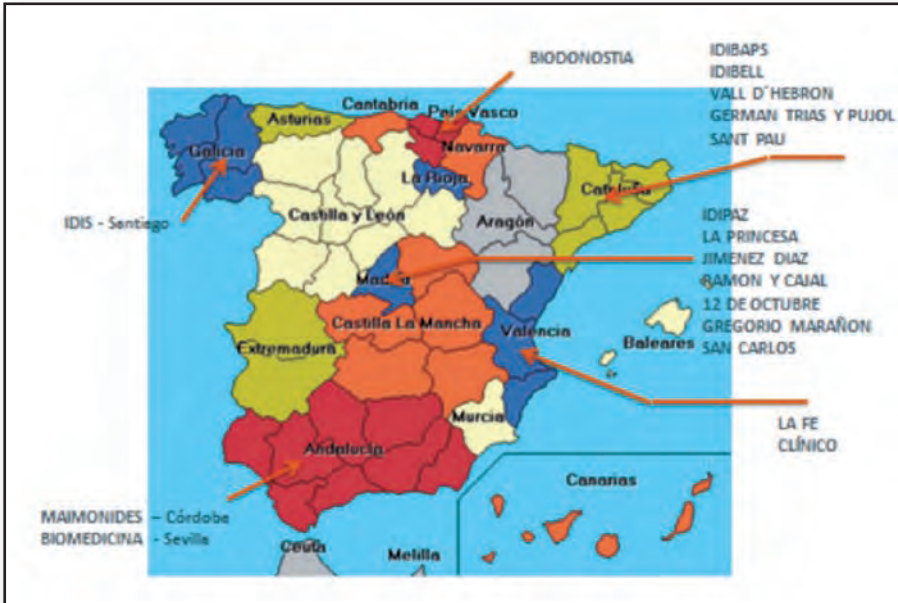 BIODONOSTIA
IDIBAPS
IDIBELL
VALL D´HEBRON
GERMAN TRIAS Y PUJOL
SANT PAU
Cantabria
País Vasco
Asturias
Navarra
Galicia
La Rioja
Cataluña
IDIS - Santiago
Castilla y León
Aragón
IDIPAZ
LA PRINCESA
JIMENEZ DIAZ
RAMON Y CAJAL
12 DE OCTUBRE
GREGORIO MARAÑON
SAN CARLOS
Madrid
Castilla La Mancha
Valencia
Baleares
Extremadura
Murcia
LA FE
CLÍNICO
Andalucía
Canarias
MAIMONIDES – Córdoba
BIOMEDICINA - Sevilla
Ceuta
Melilla